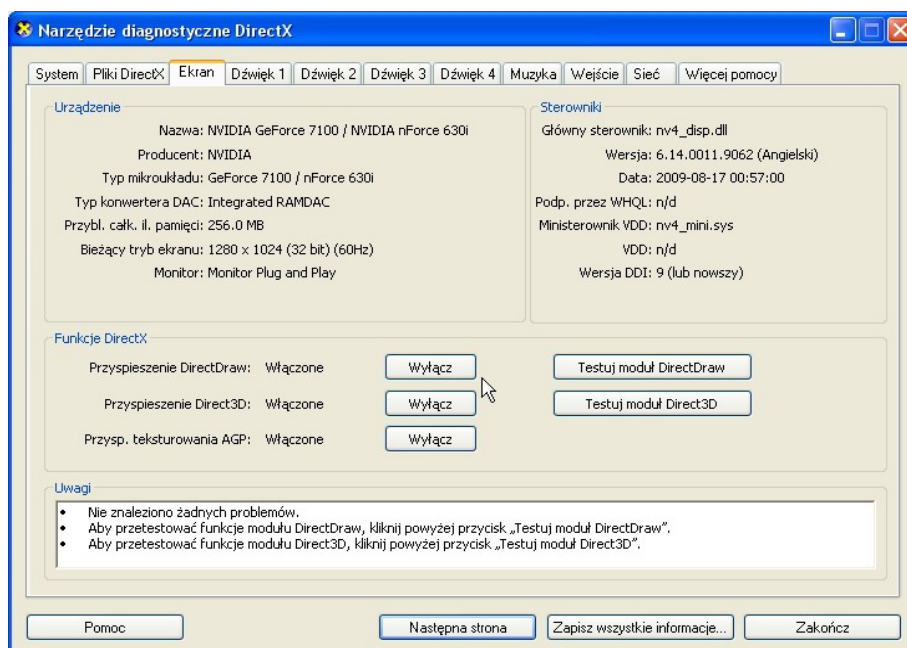 Narzędzie diagnostyczne DirectX
System Pliki DirectX Ekran Dźwięk 1 Dźwięk 2 Dźwięk 3 Dźwięk 4 Muzyka Wejście Sieć Więcej pomocy
Urządzenie
Nazwa: NVIDIA GeForce 7100 / NVIDIA nForce 630i
Producent: NVIDIA
Typ mikroukładu: GeForce 7100 / nForce 630i
Typ konwertera DAC: Integrated RAMDAC
Przybl. całk. il. pamięci: 256.0 MB
Bieżący tryb ekranu: 1280 x 1024 (32 bit) (60Hz)
Monitor: Monitor Plug and Play
Sterowniki
Główny sterownik: nv4_disp.dll
Wersja: 6.14.0011.9062 (Angielski)
Data: 2009-08-17 00:57:00
Podp. przez WHQL: n/d
Ministerownik VDD: nv4_mini.sys
VDD: n/d
Wersja DDI: 9 (lub nowszy)
Funkcje DirectX
Przyspieszenie DirectDraw: Włączone Wyłącz Testuj moduł DirectDraw
Przyspieszenie Direct3D: Włączone Wyłącz Testuj moduł Direct3D
Przysp. teksturowania AGP: Włączone Wyłącz
Uwagi
• Nie znaleziono żadnych problemów.
• Aby przetestować funkcje modułu DirectDraw, kliknij powyżej przycisk „Testuj moduł DirectDraw”.
• Aby przetestować funkcje modułu Direct3D, kliknij powyżej przycisk „Testuj moduł Direct3D”.
Pomoc Następna strona Zapisz wszystkie informacje... Zakończ